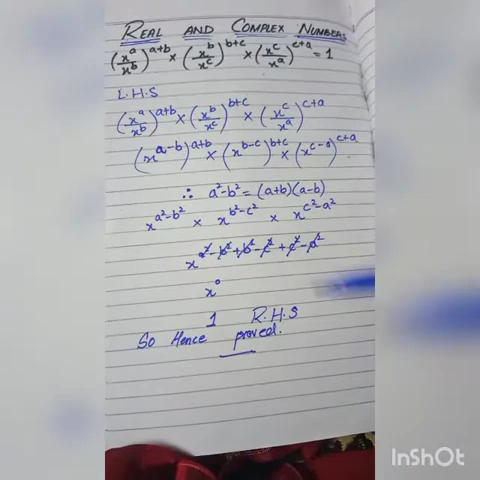 REAL AND COMPLEX NUMBERS
(x^a/x^b)^a+b × (x^b/x^c)^b+c × (x^c/x^a)^c+a = 1
L.H.S
(x^a/x^b)^a+b × (x^b/x^c)^b+c × (x^c/x^a)^c+a
(x^a-b)^a+b × (x^b-c)^b+c × (x^c-a)^c+a
∴ a²-b² = (a+b)(a-b)
x^a²-b² × x^b²-c² × x^c²-a²
x^a²-b²+b²-c²+c²-a²
x^0
1 R.H.S
So Hence proved.
InShOt